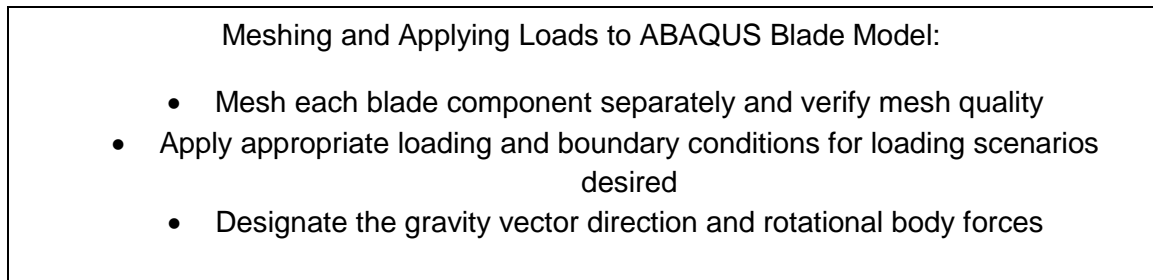 Meshing and Applying Loads to ABAQUS Blade Model:
• Mesh each blade component separately and verify mesh quality
• Apply appropriate loading and boundary conditions for loading scenarios
desired
• Designate the gravity vector direction and rotational body forces